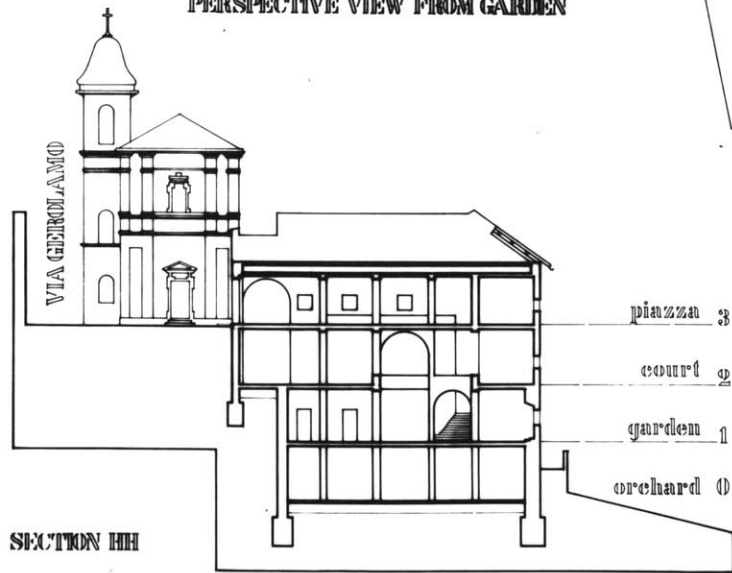 PERSPECTIVE VIEW FROM GARDEN
VIA GEROLAMO
piazza 3
court 2
garden 1
orchard 0
SECTION HH